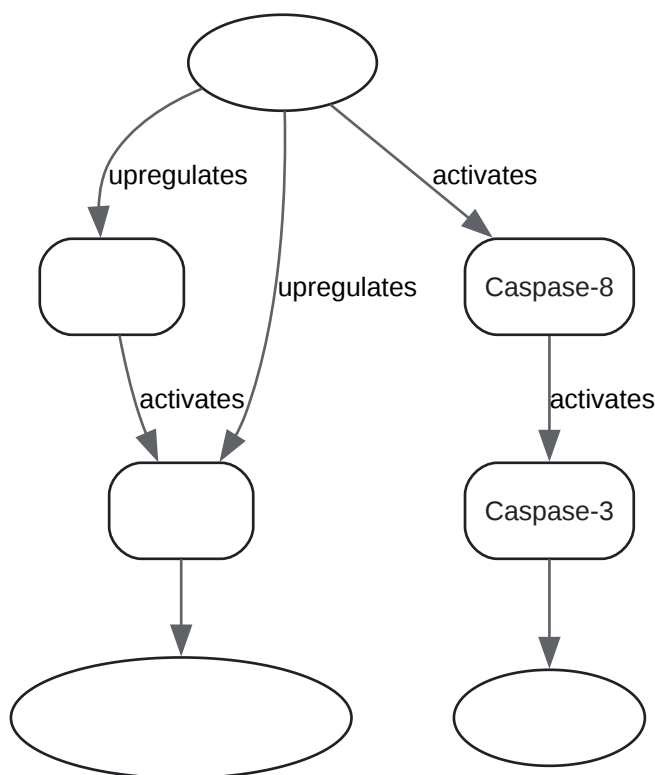 upregulates
activates
upregulates
Caspase-8
activates
activates
Caspase-3